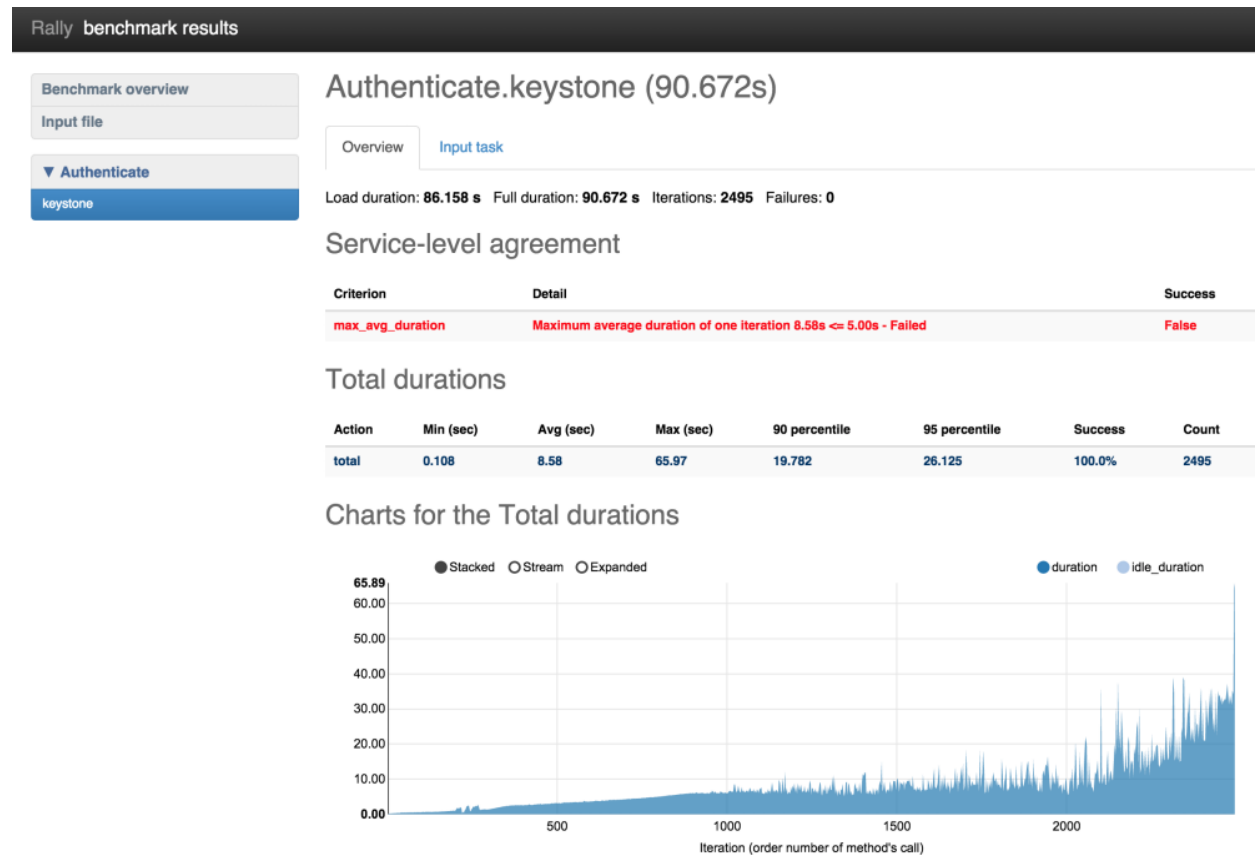 Rally benchmark results
Benchmark overview
Input file
▼ Authenticate
keystone
Authenticate.keystone (90.672s)
Overview Input task
Load duration: 86.158 s Full duration: 90.672 s Iterations: 2495 Failures: 0
Service-level agreement
Criterion Detail Success
max_avg_duration Maximum average duration of one iteration 8.58s <= 5.00s - Failed False
Total durations
Action Min (sec) Avg (sec) Max (sec) 90 percentile 95 percentile Success Count
total 0.108 8.58 65.97 19.782 26.125 100.0% 2495
Charts for the Total durations
Stacked Stream Expanded duration idle_duration
65.89
60.00
50.00
40.00
30.00
20.00
10.00
0.00
500 1000 1500 2000
Iteration (order number of method's call)